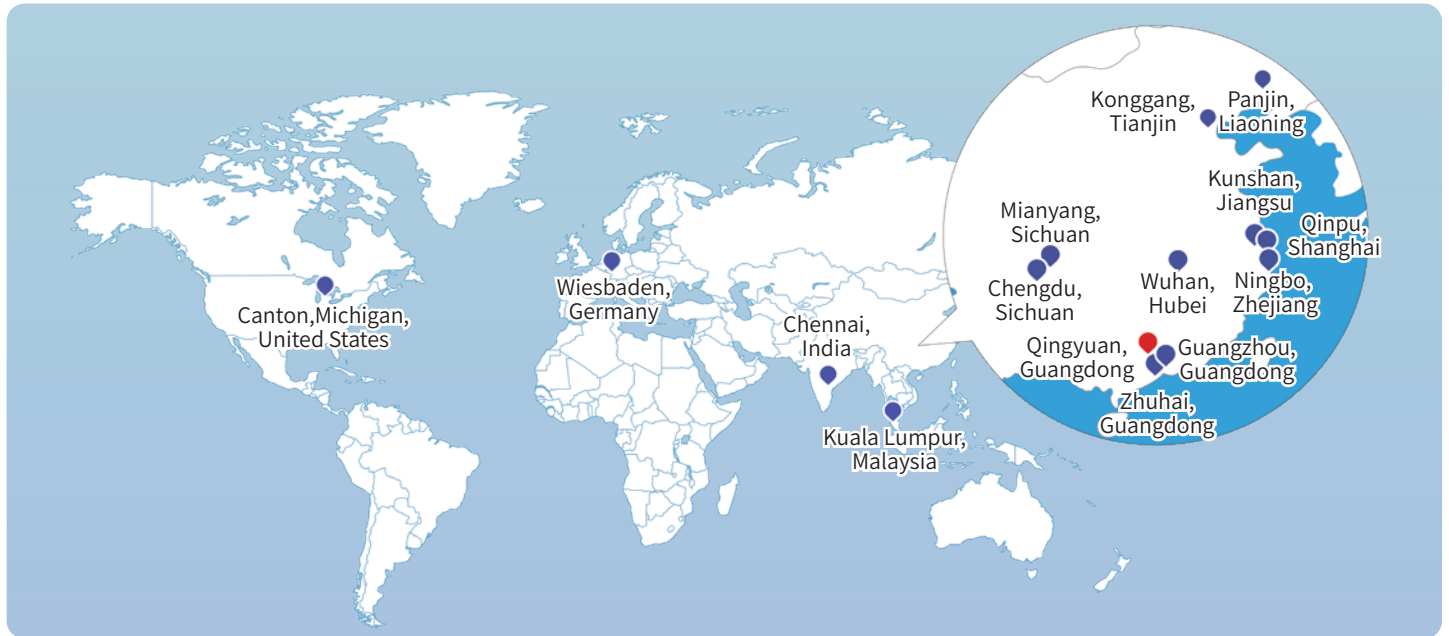 Konggang,
Tianjin
Panjin,
Liaoning
Kunshan,
Jiangsu
Mianyang,
Sichuan
Qinpu,
Shanghai
Chengdu,
Sichuan
Wuhan,
Hubei
Ningbo,
Zhejiang
Wiesbaden,
Germany
Canton,Michigan,
United States
Chennai,
India
Qingyuan,
Guangdong
Guangzhou,
Guangdong
Zhuhai,
Guangdong
Kuala Lumpur,
Malaysia